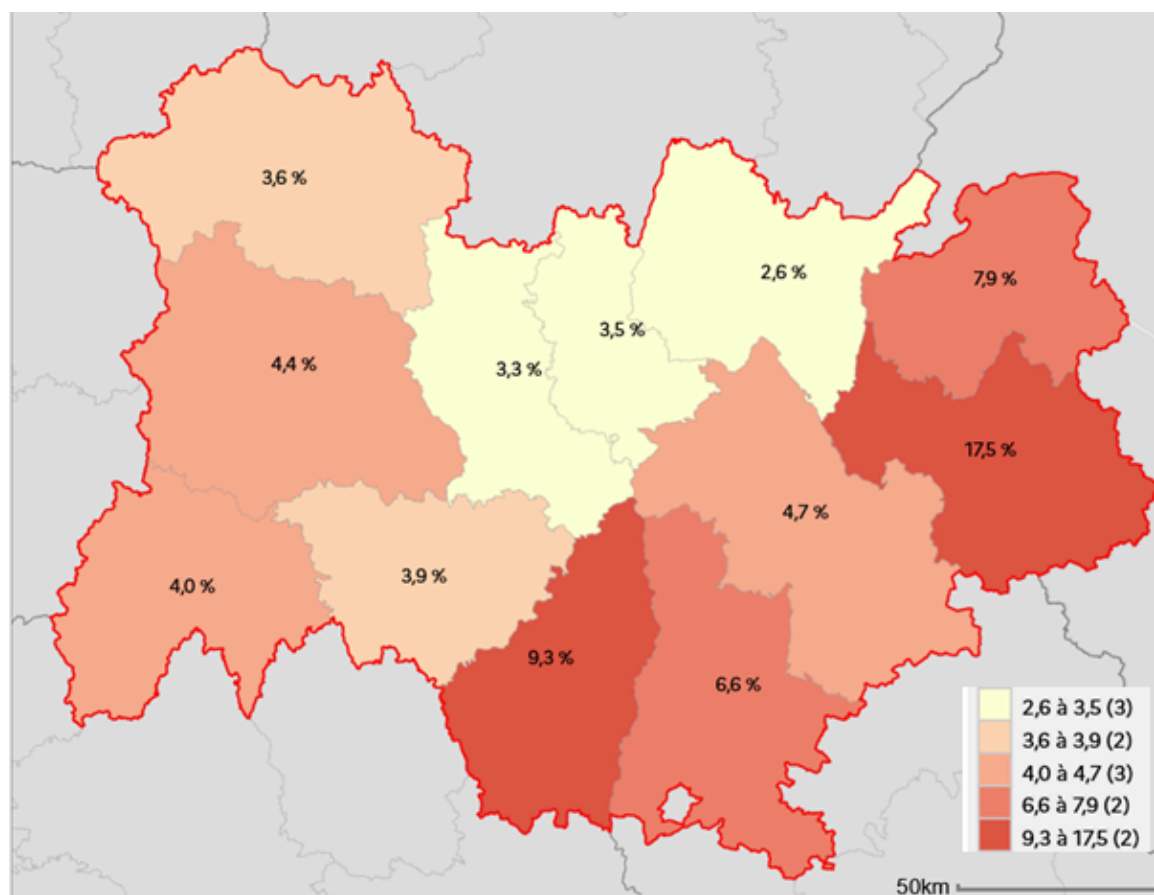 3,6 %
2,6 %
7,9 %
3,5 %
4,4 %
3,3 %
17,5 %
4,7 %
3,9 %
4,0 %
9,3 %
6,6 %
2,6 à 3,5 (3)
3,6 à 3,9 (2)
4,0 à 4,7 (3)
6,6 à 7,9 (2)
9,3 à 17,5 (2)
50km